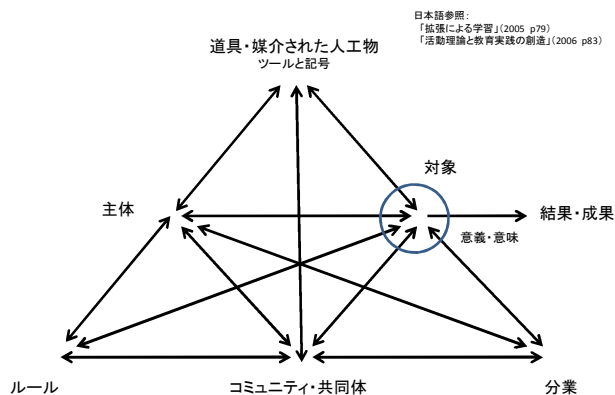 日本語参照:
「拡張による学習」(2005 p79)
「活動理論と教育実践の創造」(2006 p83)
道具・媒介された人工物
ツールと記号
対象
主体
結果・成果
意義・意味
ルール
コミュニティ・共同体
分業